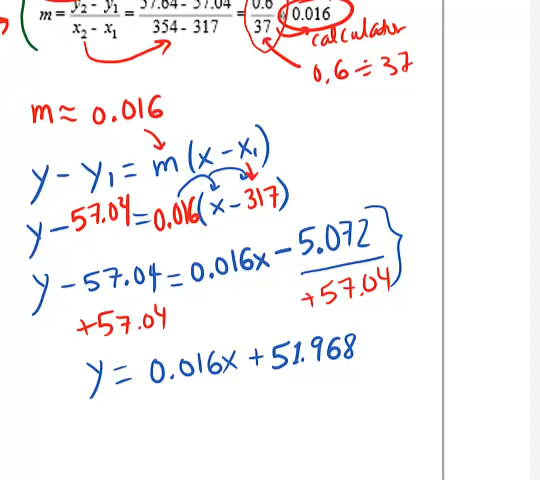 m = y₂ - y₁ / x₂ - x₁ = 57.64 - 57.04 / 354 - 317 = 0.6 / 37 ≈ 0.016
calculator
0.6 ÷ 37
m ≈ 0.016
y - y₁ = m (x - x₁)
y - 57.04 = 0.016(x - 317)
y - 57.04 = 0.016x - 5.072
+57.04 +57.04
y = 0.016x + 51.968